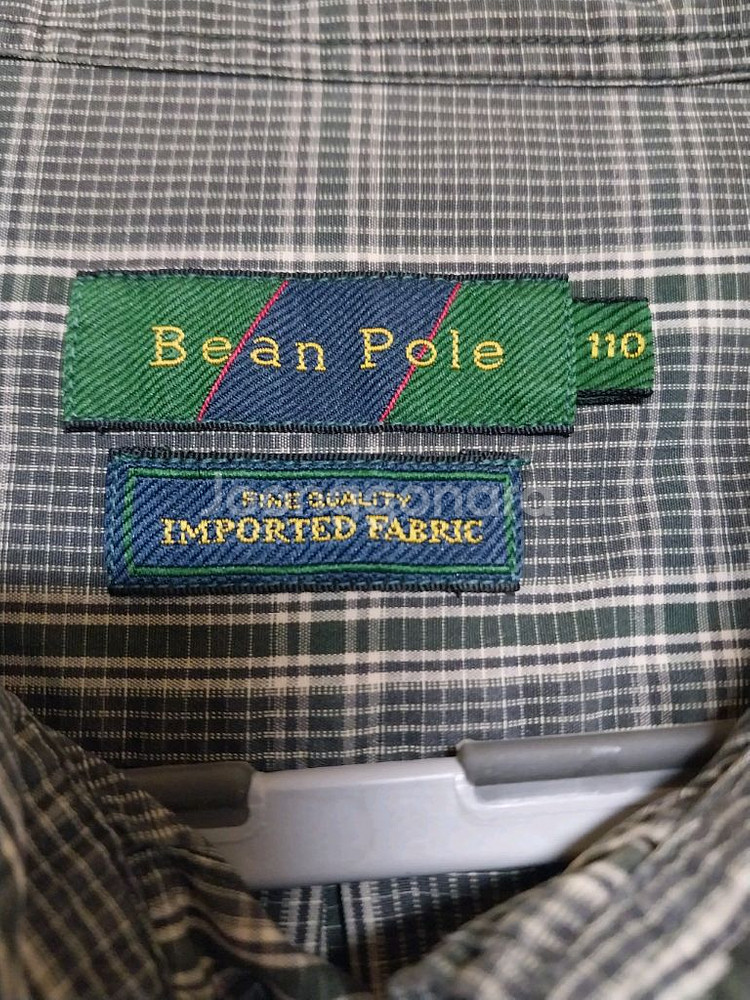 Bean Pole
110
FINE QUALITY
IMPORTED FABRIC